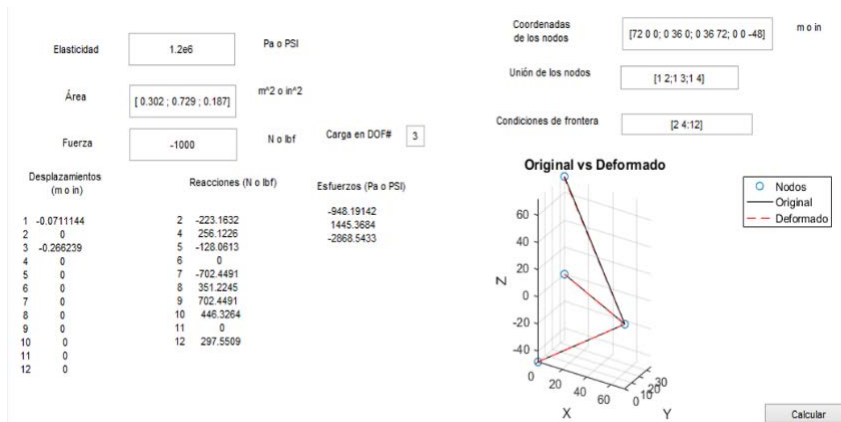 Elasticidad
1.2e6
Pa o PSI
Área
[ 0.302 ; 0.729 ; 0.187]
m^2 o in^2
Fuerza
-1000
N o lbf
Carga en DOF#
3
Coordenadas
de los nodos
[72 0 0; 0 36 0; 0 36 72; 0 0 -48]
m o in
Unión de los nodos
[1 2;1 3;1 4]
Condiciones de frontera
[2 4:12]
Desplazamientos
(m o in)
1 -0.0711144
2 0
3 -0.266239
4 0
5 0
6 0
7 0
8 0
9 0
10 0
11 0
12 0
Reacciones (N o lbf)
2 -223.1632
4 256.1226
5 -128.0613
6 0
7 -702.4491
8 351.2245
9 702.4491
10 446.3264
11 0
12 297.5509
Esfuerzos (Pa o PSI)
-948.19142
1445.3684
-2868.5433
Original vs Deformado
Nodos
Original
Deformado
60
40
20
0
-20
-40
Z
0 20 40 60
X
0 10 20 30
Y
Calcular